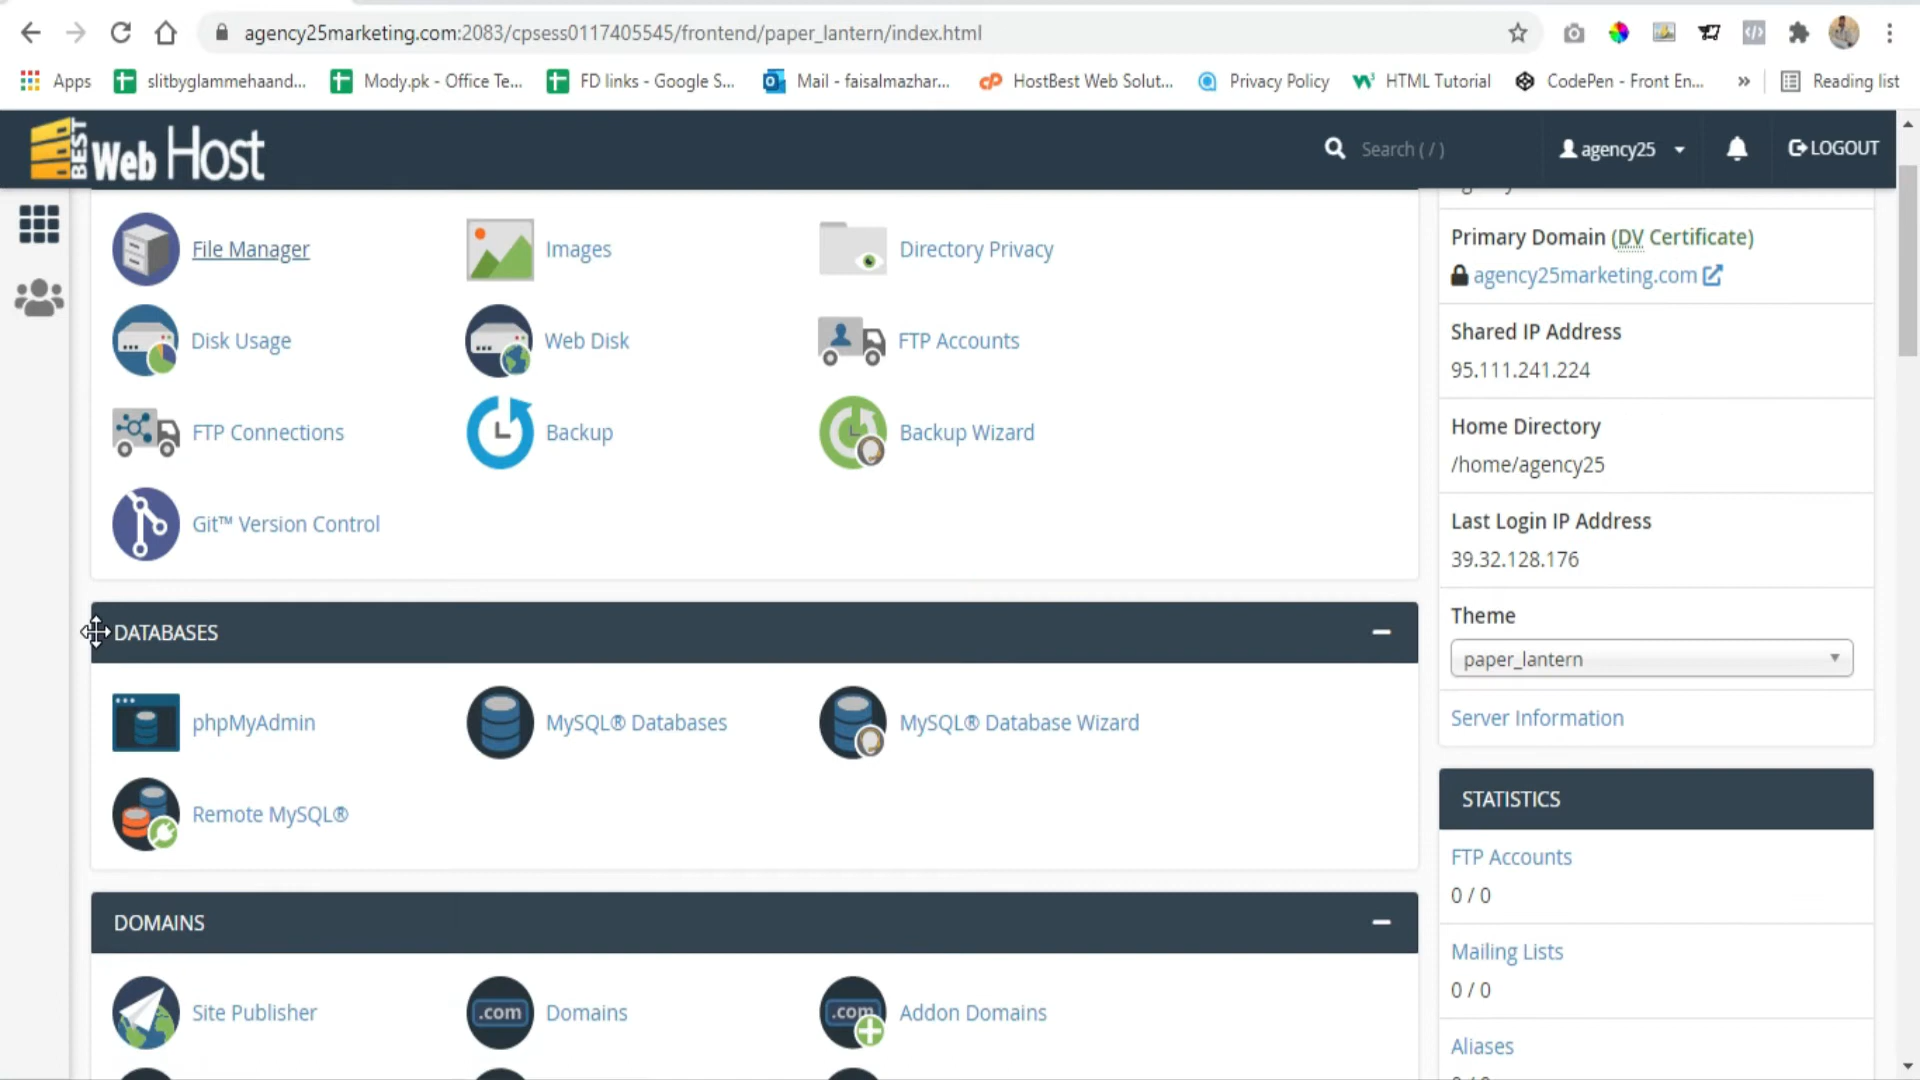 agency25marketing.com:2083/cpsess0117405545/frontend/paper_lantern/index.html
Apps
slitbyglammehaand...
Mody.pk - Office Te...
FD links - Google S...
Mail - faisalmazhar...
HostBest Web Solut...
Privacy Policy
HTML Tutorial
CodePen - Front En...
»
Reading list
BEST Web Host
Search ( / )
agency25
LOGOUT
File Manager
Images
Directory Privacy
Disk Usage
Web Disk
FTP Accounts
FTP Connections
Backup
Backup Wizard
Git™ Version Control
DATABASES
phpMyAdmin
MySQL® Databases
MySQL® Database Wizard
Remote MySQL®
DOMAINS
Site Publisher
.com
Domains
.com
Addon Domains
Primary Domain (DV Certificate)
agency25marketing.com
Shared IP Address
95.111.241.224
Home Directory
/home/agency25
Last Login IP Address
39.32.128.176
Theme
paper_lantern
Server Information
STATISTICS
FTP Accounts
0 / 0
Mailing Lists
0 / 0
Aliases